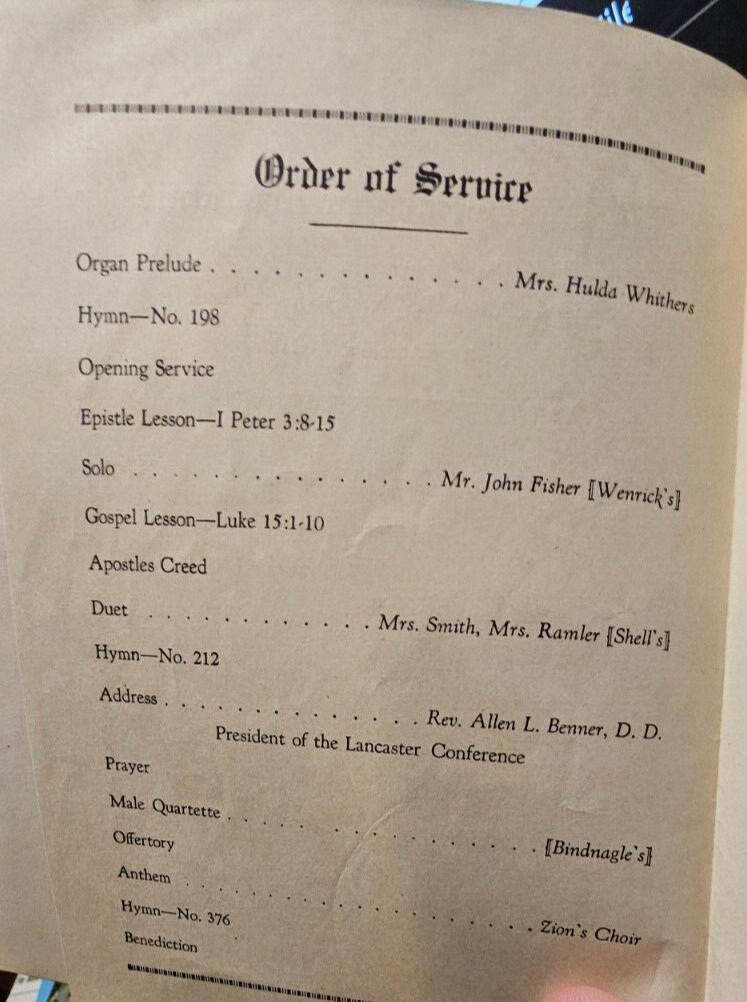 Order of Service
Organ Prelude . . . . . . . . . . . . . . Mrs. Hulda Whithers
Hymn—No. 198
Opening Service
Epistle Lesson—I Peter 3:8-15
Solo . . . . . . . . . . . . . . . Mr. John Fisher ⟦Wenrick's⟧
Gospel Lesson—Luke 15:1-10
Apostles Creed
Duet . . . . . . . . . . . . Mrs. Smith, Mrs. Ramler ⟦Shell's⟧
Hymn—No. 212
Address . . . . . . . . . . . . . . Rev. Allen L. Benner, D. D.
President of the Lancaster Conference
Prayer
Male Quartette . . . . . . . . . . . . . . . . . ⟦Bindnagle's⟧
Offertory
Anthem . . . . . . . . . . . . . . . . . . . Zion's Choir
Hymn—No. 376
Benediction